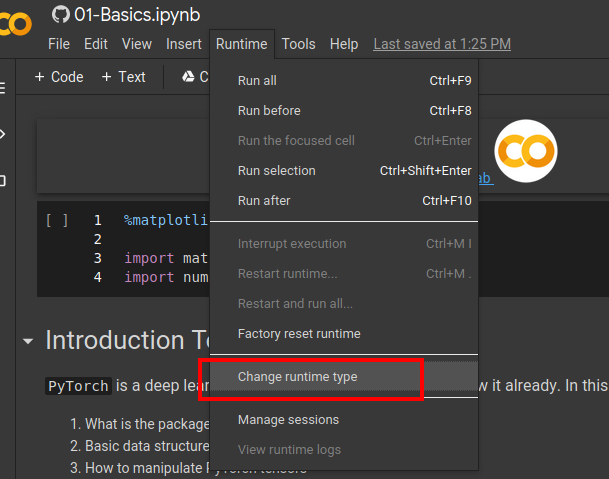 01-Basics.ipynb
File Edit View Insert Runtime Tools Help Last saved at 1:25 PM
+ Code + Text C
Run all Ctrl+F9
Run before Ctrl+F8
Run the focused cell Ctrl+Enter
Run selection Ctrl+Shift+Enter
Run after Ctrl+F10
ab
Interrupt execution Ctrl+M I
Restart runtime... Ctrl+M .
Restart and run all...
Factory reset runtime
Change runtime type
Manage sessions
View runtime logs
[ ] 1 %matplotli
2
3 import mat
4 import num
Introduction T
PyTorch is a deep lear w it already. In this
1. What is the package
2. Basic data structure
3. How to manipulate PyTorch tensors